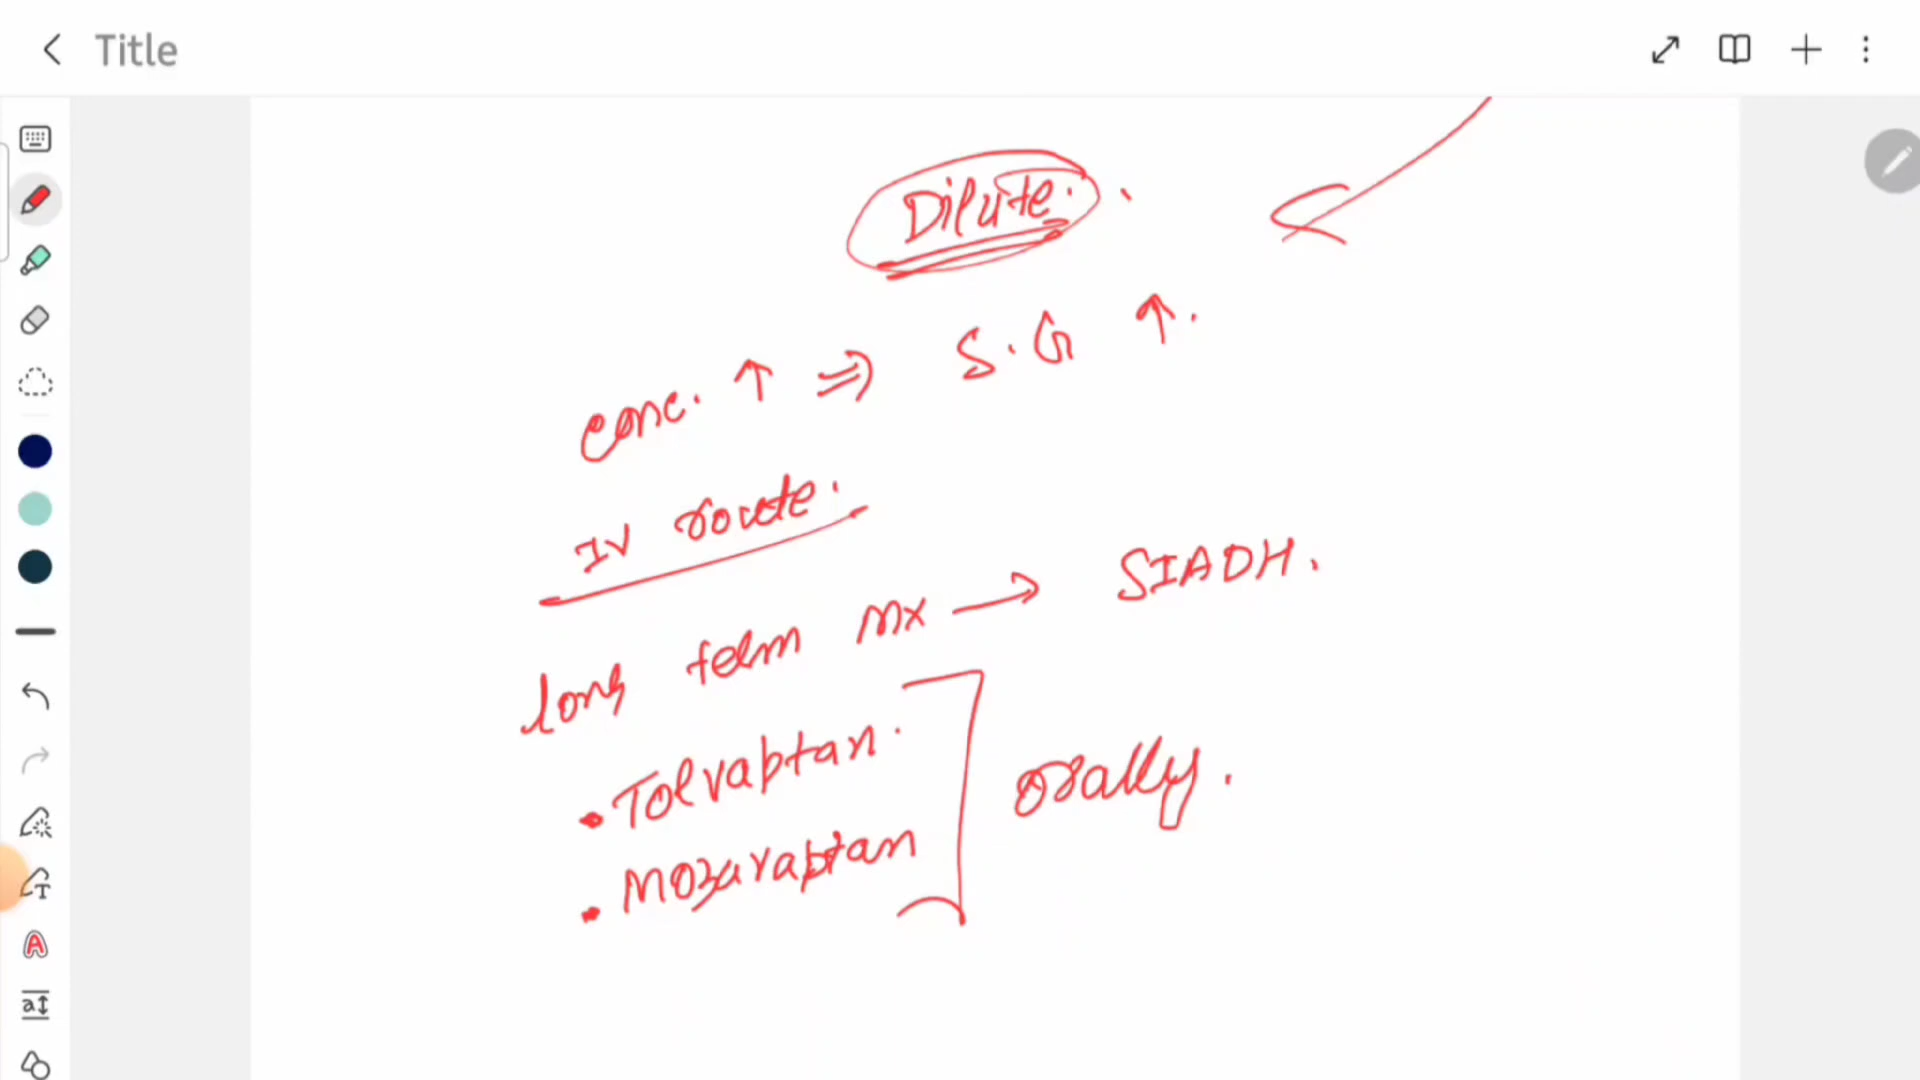 Title
Dilute.
conc. ↑ ⇒ S.G ↑.
IV route.
long term Mx → SIADH.
• Tolvaptan.
• Mozavaptan
orally.